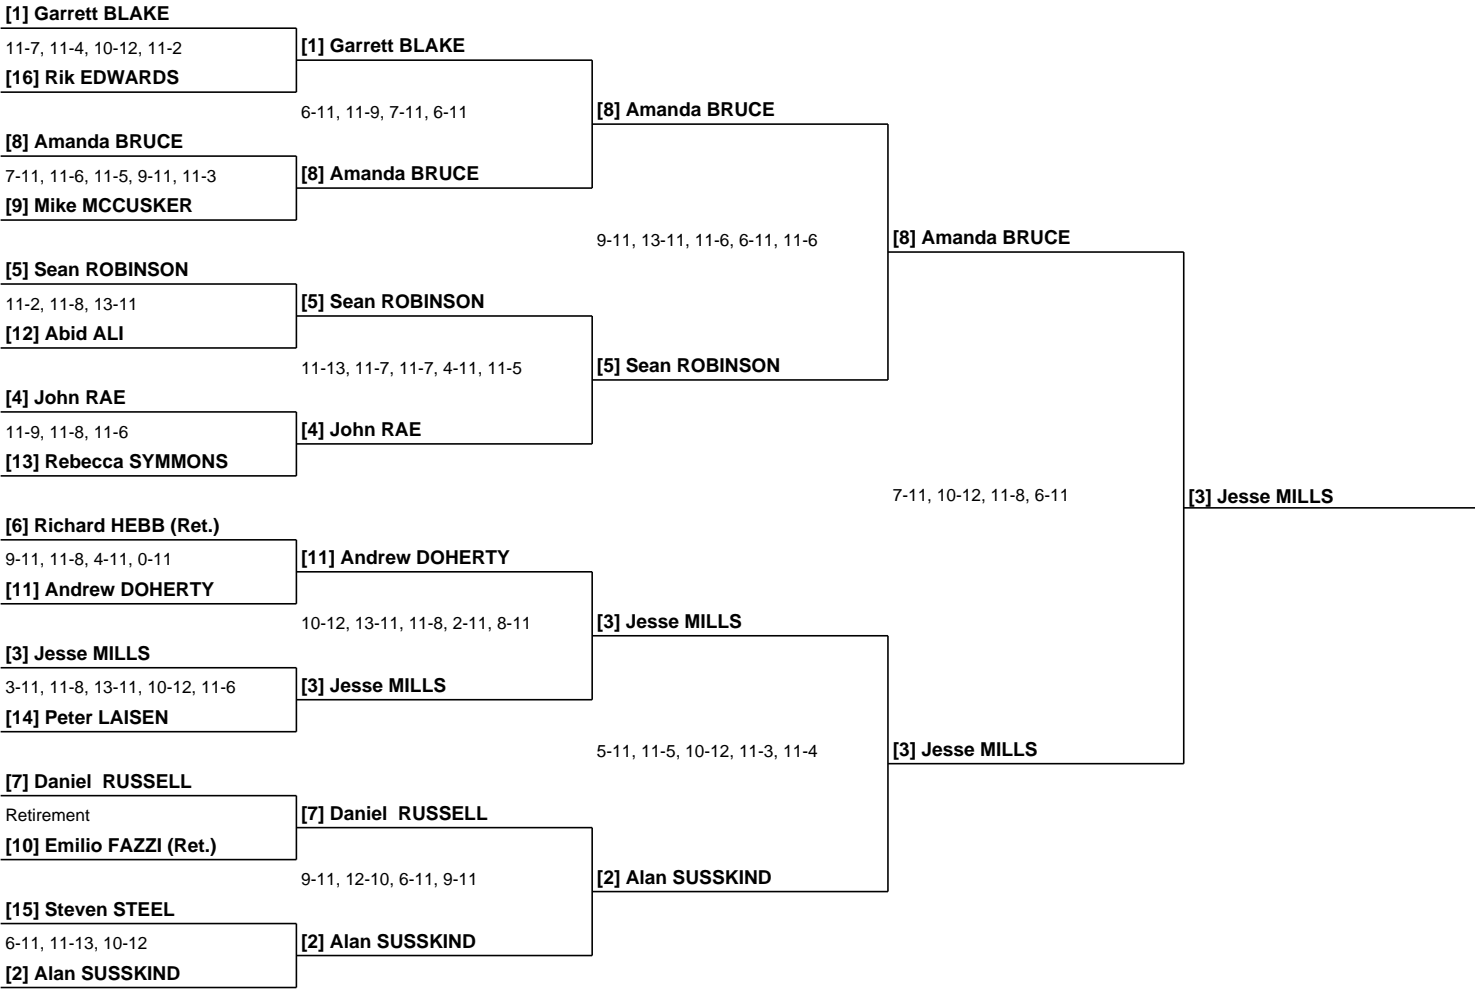 [1] Garrett BLAKE
11-7, 11-4, 10-12, 11-2
[16] Rik EDWARDS
[8] Amanda BRUCE
7-11, 11-6, 11-5, 9-11, 11-3
[9] Mike MCCUSKER
[5] Sean ROBINSON
11-2, 11-8, 13-11
[12] Abid ALI
[4] John RAE
11-9, 11-8, 11-6
[13] Rebecca SYMMONS
[6] Richard HEBB (Ret.)
9-11, 11-8, 4-11, 0-11
[11] Andrew DOHERTY
[3] Jesse MILLS
3-11, 11-8, 13-11, 10-12, 11-6
[14] Peter LAISEN
[7] Daniel  RUSSELL
Retirement
[10] Emilio FAZZI (Ret.)
[15] Steven STEEL
6-11, 11-13, 10-12
[2] Alan SUSSKIND
[1] Garrett BLAKE
6-11, 11-9, 7-11, 6-11
[8] Amanda BRUCE
[5] Sean ROBINSON
11-13, 11-7, 11-7, 4-11, 11-5
[4] John RAE
[11] Andrew DOHERTY
10-12, 13-11, 11-8, 2-11, 8-11
[3] Jesse MILLS
[7] Daniel  RUSSELL
9-11, 12-10, 6-11, 9-11
[2] Alan SUSSKIND
[8] Amanda BRUCE
9-11, 13-11, 11-6, 6-11, 11-6
[5] Sean ROBINSON
[3] Jesse MILLS
5-11, 11-5, 10-12, 11-3, 11-4
[2] Alan SUSSKIND
[8] Amanda BRUCE
7-11, 10-12, 11-8, 6-11
[3] Jesse MILLS
[3] Jesse MILLS